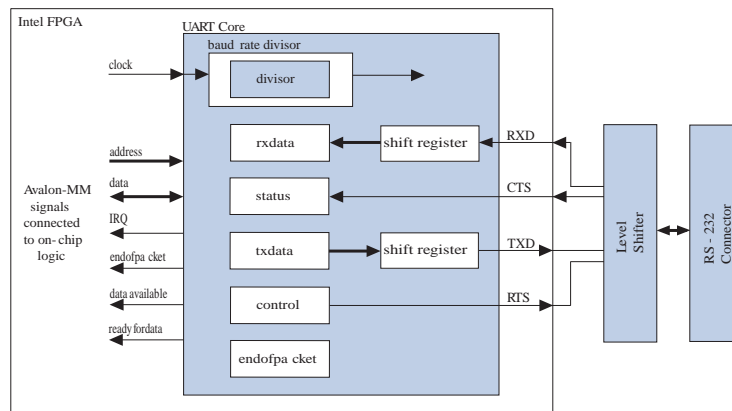 Intel FPGA
UART Core
baud rate divisor
clock
divisor
rxdata
shift register
RXD
address
data
status
CTS
Avalon-MM
signals
connected
to on- chip
logic
IRQ
txdata
shift register
TXD
endofpa cket
data available
control
RTS
readyfordata
endofpa cket
Level
Shifter
RS - 232
Connector